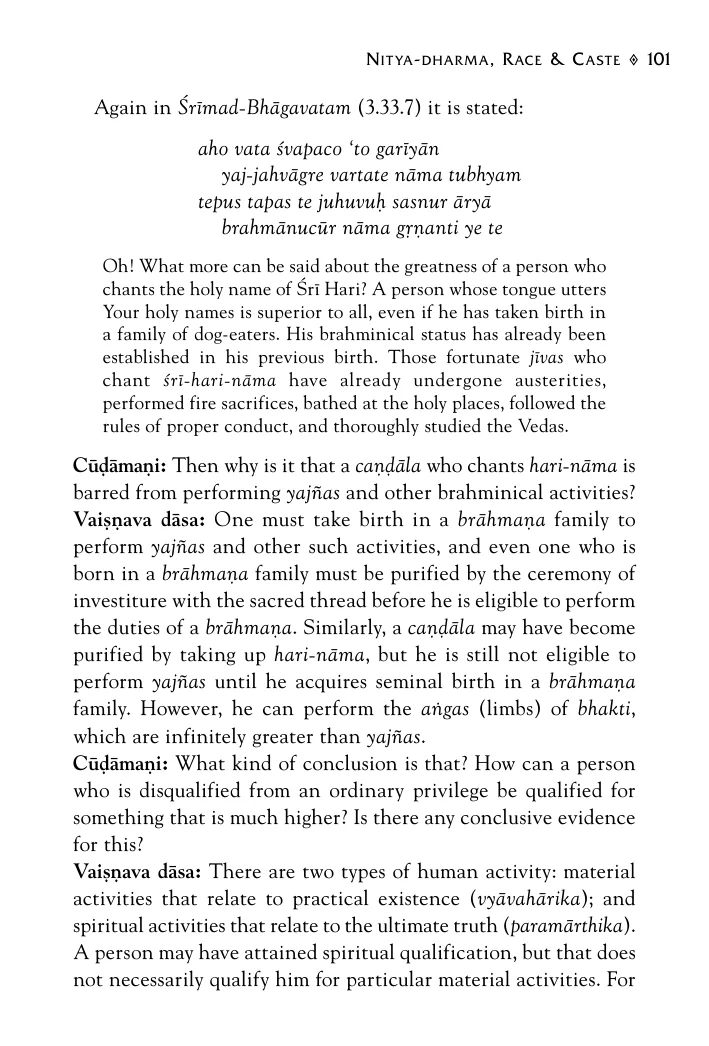 Nitya-dharma, Race & Caste ◈ 101
Again in Śrīmad-Bhāgavatam (3.33.7) it is stated:
aho vata śvapaco ‘to garīyān
yaj-jahvāgre vartate nāma tubhyam
tepus tapas te juhuvuḥ sasnur āryā
brahmānucūr nāma gṛṇanti ye te
Oh! What more can be said about the greatness of a person who
chants the holy name of Śrī Hari? A person whose tongue utters
Your holy names is superior to all, even if he has taken birth in
a family of dog-eaters. His brahminical status has already been
established in his previous birth. Those fortunate jīvas who
chant śrī-hari-nāma have already undergone austerities,
performed fire sacrifices, bathed at the holy places, followed the
rules of proper conduct, and thoroughly studied the Vedas.
Cūḍāmaṇi: Then why is it that a caṇḍāla who chants hari-nāma is
barred from performing yajñas and other brahminical activities?
Vaiṣṇava dāsa: One must take birth in a brāhmaṇa family to
perform yajñas and other such activities, and even one who is
born in a brāhmaṇa family must be purified by the ceremony of
investiture with the sacred thread before he is eligible to perform
the duties of a brāhmaṇa. Similarly, a caṇḍāla may have become
purified by taking up hari-nāma, but he is still not eligible to
perform yajñas until he acquires seminal birth in a brāhmaṇa
family. However, he can perform the aṅgas (limbs) of bhakti,
which are infinitely greater than yajñas.
Cūḍāmaṇi: What kind of conclusion is that? How can a person
who is disqualified from an ordinary privilege be qualified for
something that is much higher? Is there any conclusive evidence
for this?
Vaiṣṇava dāsa: There are two types of human activity: material
activities that relate to practical existence (vyāvahārika); and
spiritual activities that relate to the ultimate truth (paramārthika).
A person may have attained spiritual qualification, but that does
not necessarily qualify him for particular material activities. For